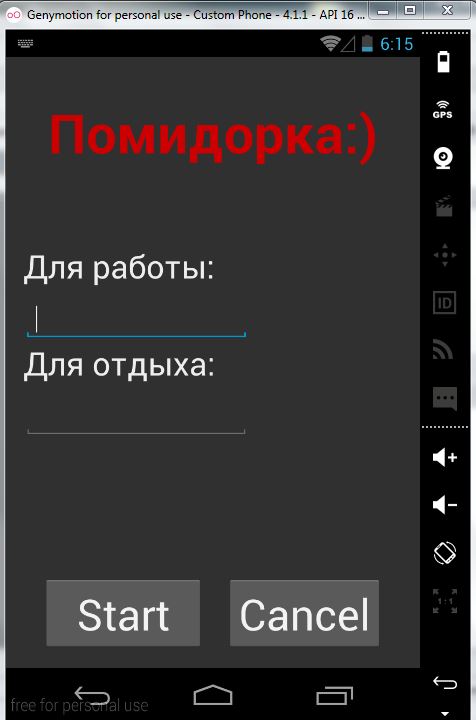 Genymotion for personal use - Custom Phone - 4.1.1 - API 16 ...
6:15
Помидорка:)
GPS
Для работы:
ID
Для отдыха:
1:1
Start Cancel
free for personal use